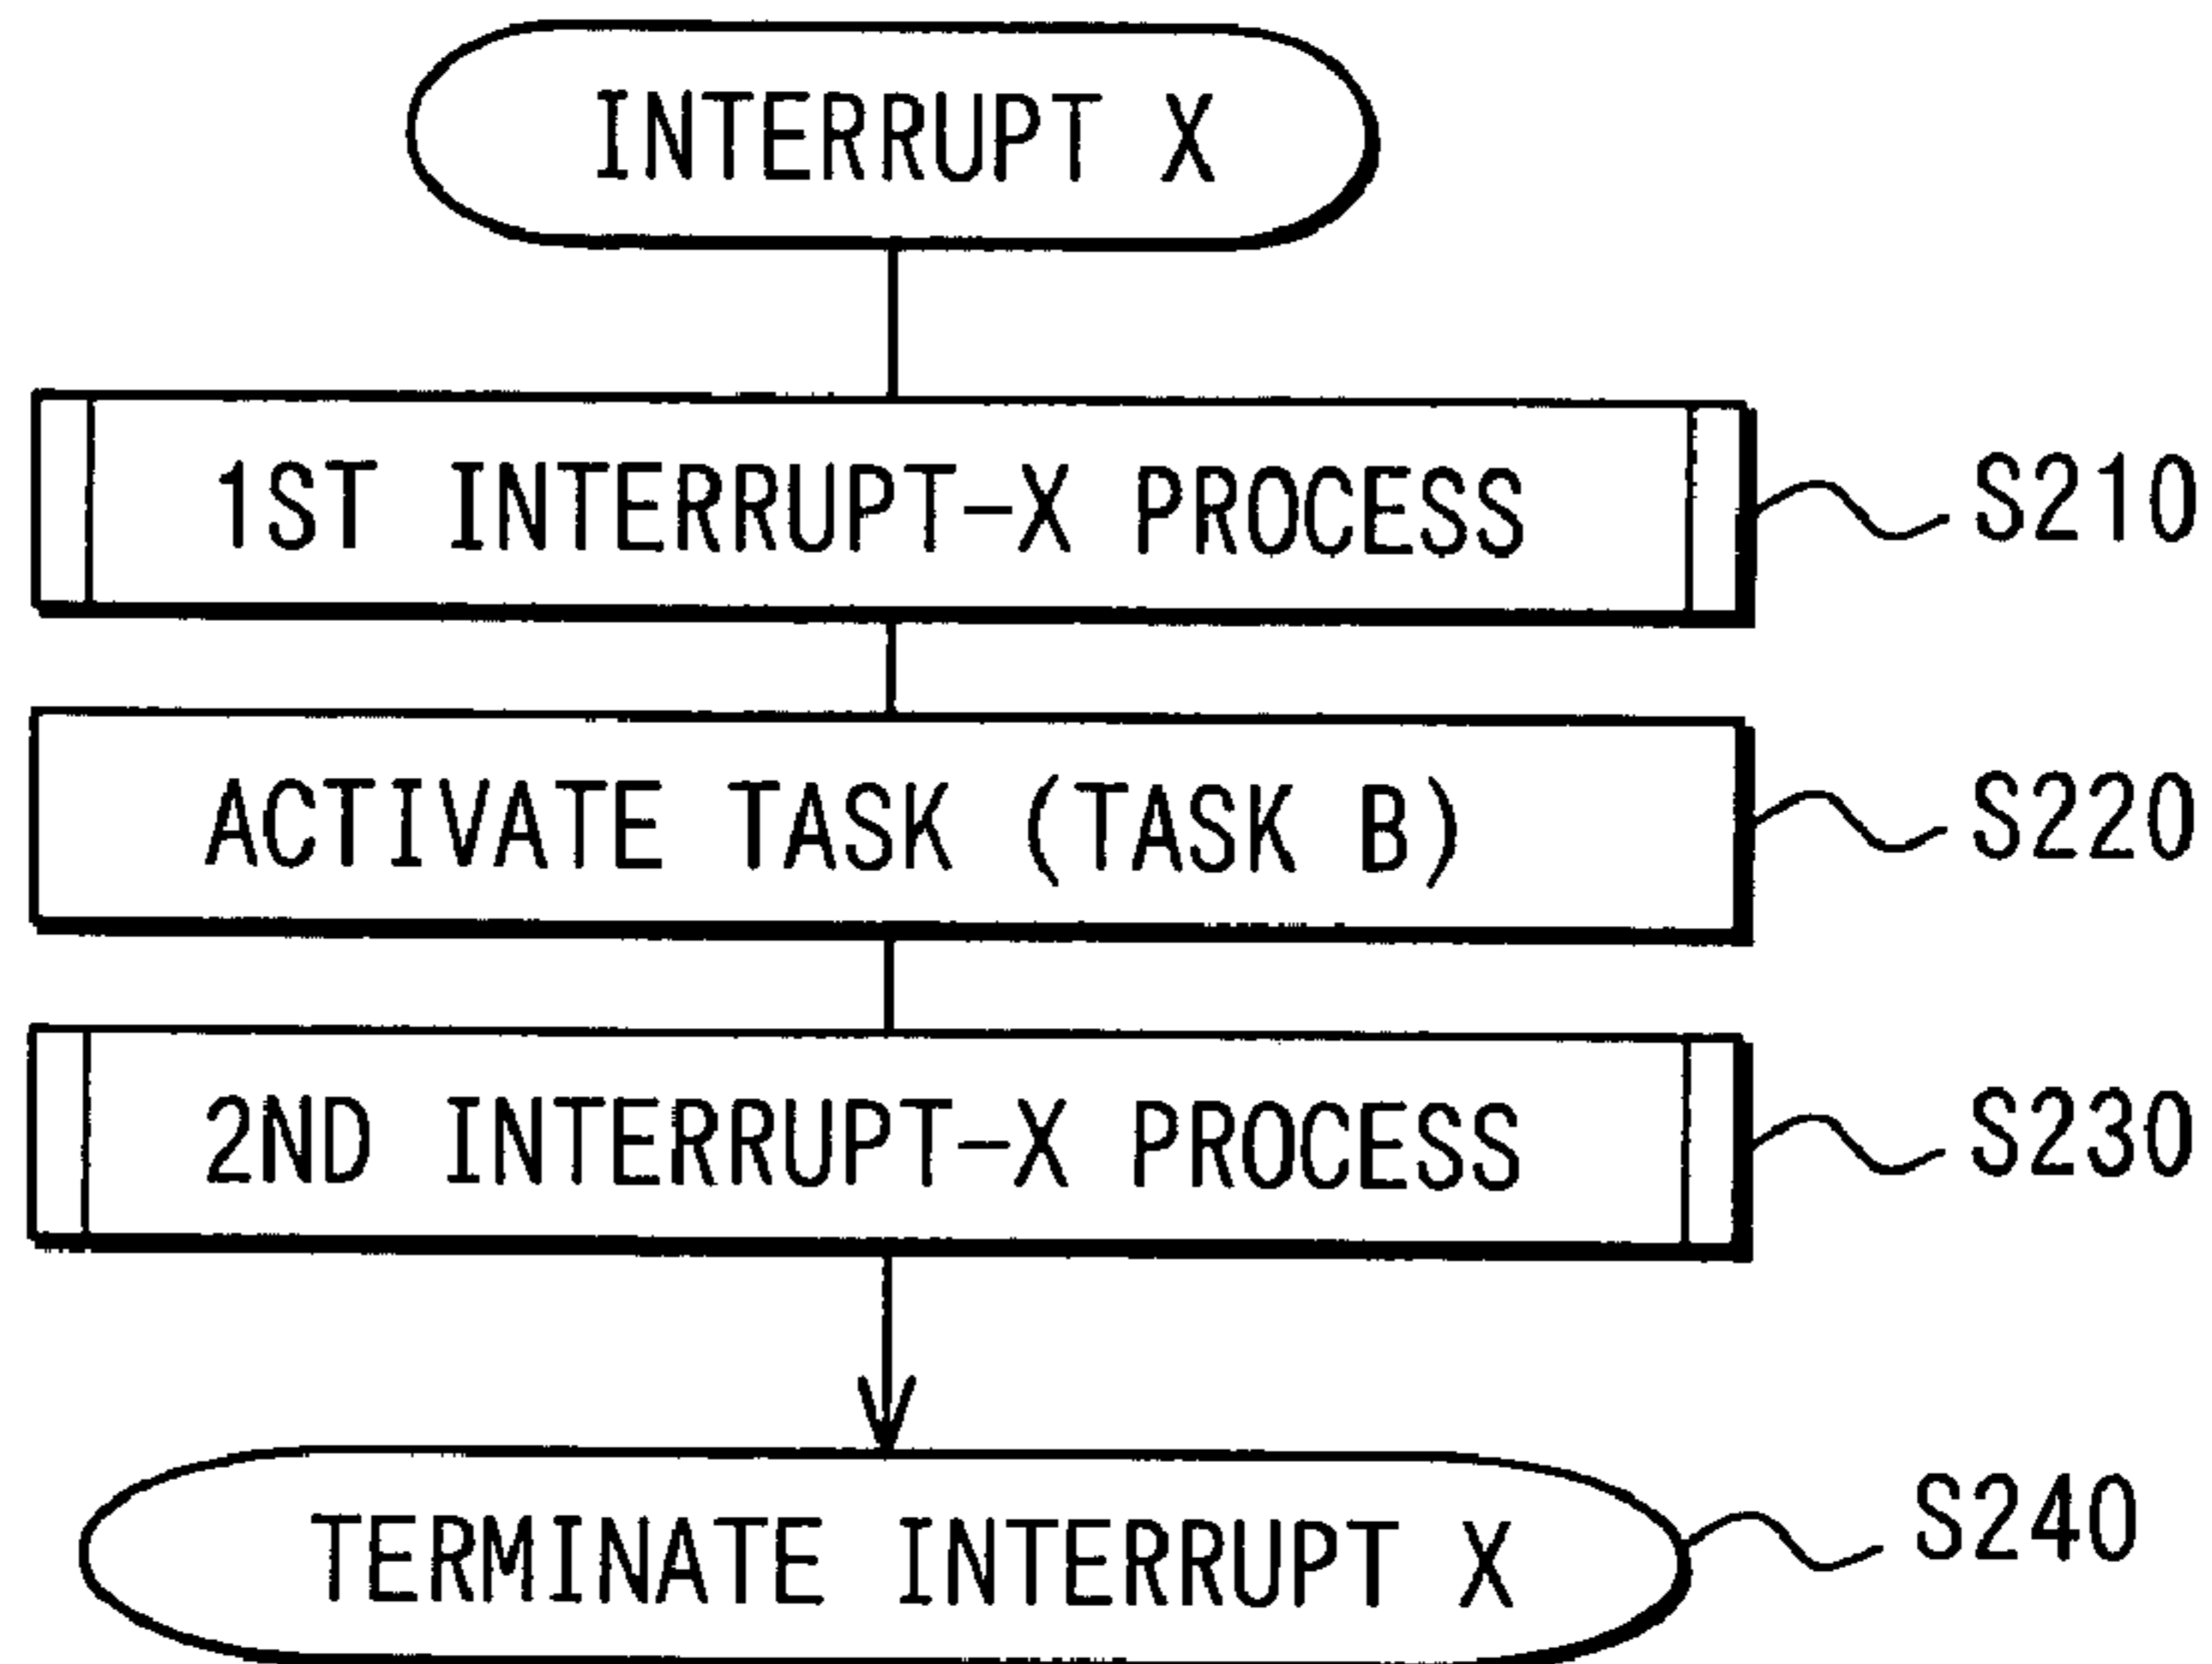 INTERRUPT X
1ST INTERRUPT-X PROCESS S210
ACTIVATE TASK (TASK B) S220
2ND INTERRUPT-X PROCESS S230
TERMINATE INTERRUPT X S240